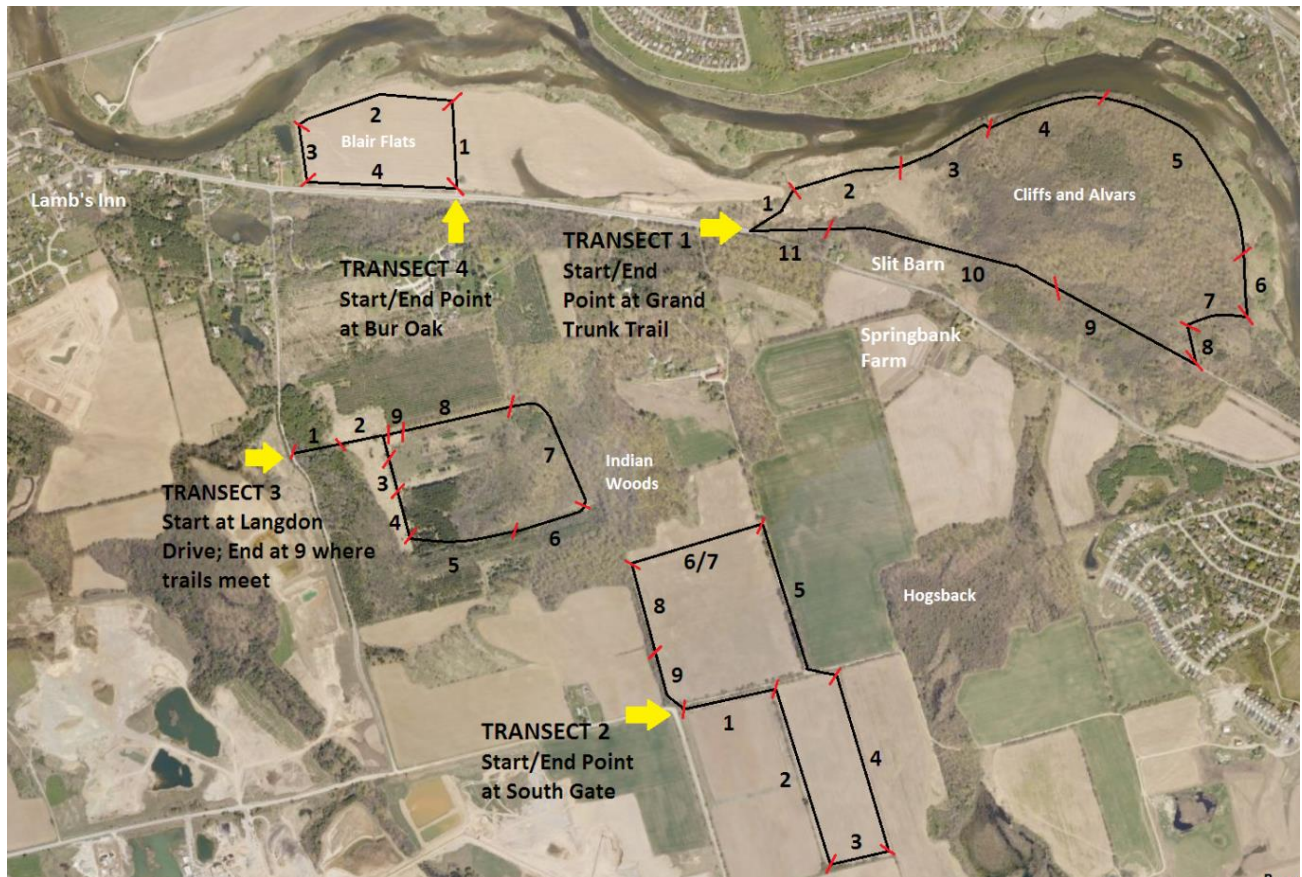 2
Blair Flats
3
1
4
Lamb's Inn
TRANSECT 4
Start/End Point
at Bur Oak
TRANSECT 1
Start/End
Point at Grand
Trunk Trail
1
2
3
4
5
Cliffs and Alvars
6
7
8
9
10
11
Slit Barn
Springbank
Farm
TRANSECT 3
Start at Langdon
Drive; End at 9 where
trails meet
1
2
9
8
7
3
4
5
6
Indian
Woods
Hogsback
6/7
5
8
9
TRANSECT 2
Start/End Point
at South Gate
1
2
4
3